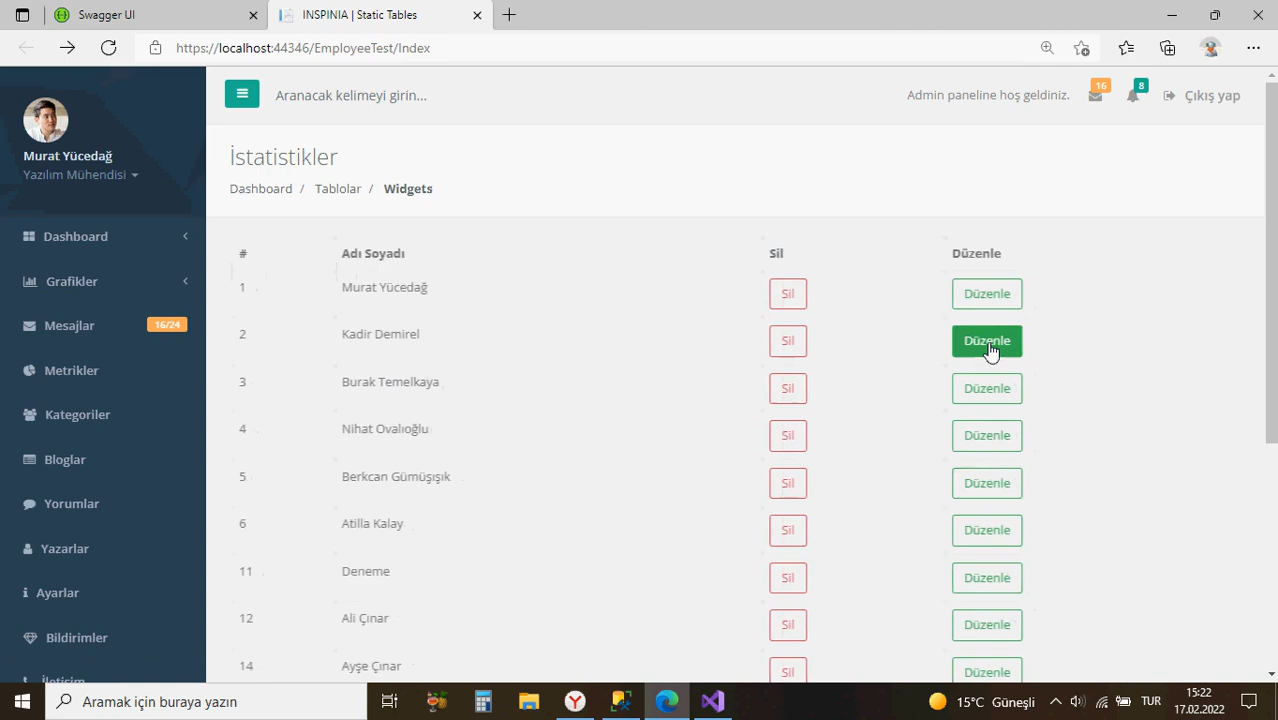 Swagger UI
INSPINIA | Static Tables
https://localhost:44346/EmployeeTest/Index
Aranacak kelimeyi girin...
Admin paneline hoş geldiniz.
16
8
Çıkış yap
Murat Yücedağ
Yazılım Mühendisi
Dashboard
Grafikler
Mesajlar 16/24
Metrikler
Kategoriler
Bloglar
Yorumlar
Yazarlar
Ayarlar
Bildirimler
İletişim
İstatistikler
Dashboard / Tablolar / Widgets
# Adı Soyadı Sil Düzenle
1 Murat Yücedağ Sil Düzenle
2 Kadir Demirel Sil Düzenle
3 Burak Temelkaya Sil Düzenle
4 Nihat Ovalıoğlu Sil Düzenle
5 Berkcan Gümüşışık Sil Düzenle
6 Atilla Kalay Sil Düzenle
11 Deneme Sil Düzenle
12 Ali Çınar Sil Düzenle
14 Ayşe Çınar Sil Düzenle
Aramak için buraya yazın
15°C Güneşli
TUR
15:22
17.02.2022